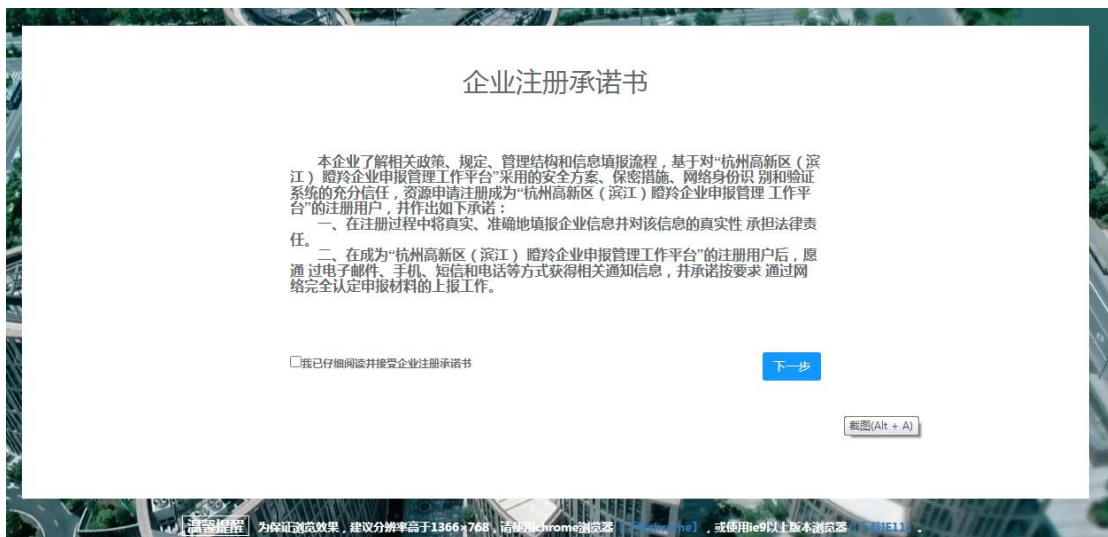 企业注册承诺书
本企业了解相关政策、规定、管理结构和信息填报流程，基于对“杭州高新区（滨
江） 瞪羚企业申报管理工作平台”采用的安全方案、保密措施、网络身份识 别和验证
系统的充分信任，资源申请注册成为“杭州高新区（滨江）瞪羚企业申报管理 工作平
台”的注册用户，并作出如下承诺：
一、在注册过程中将真实、准确地填报企业信息并对该信息的真实性 承担法律责
任。
二、在成为“杭州高新区（滨江） 瞪羚企业申报管理工作平台”的注册用户后，愿
通 过电子邮件、手机、短信和电话等方式获得相关通知信息，并承诺按要求 通过网
络完全认定申报材料的上报工作。
我已仔细阅读并接受企业注册承诺书
下一步
截图(Alt + A)
温馨提醒 为保证浏览效果，建议分辨率高于1366×768，请使用chrome浏览器【下载chrome】，或使用ie9以上版本浏览器【下载IE11】。